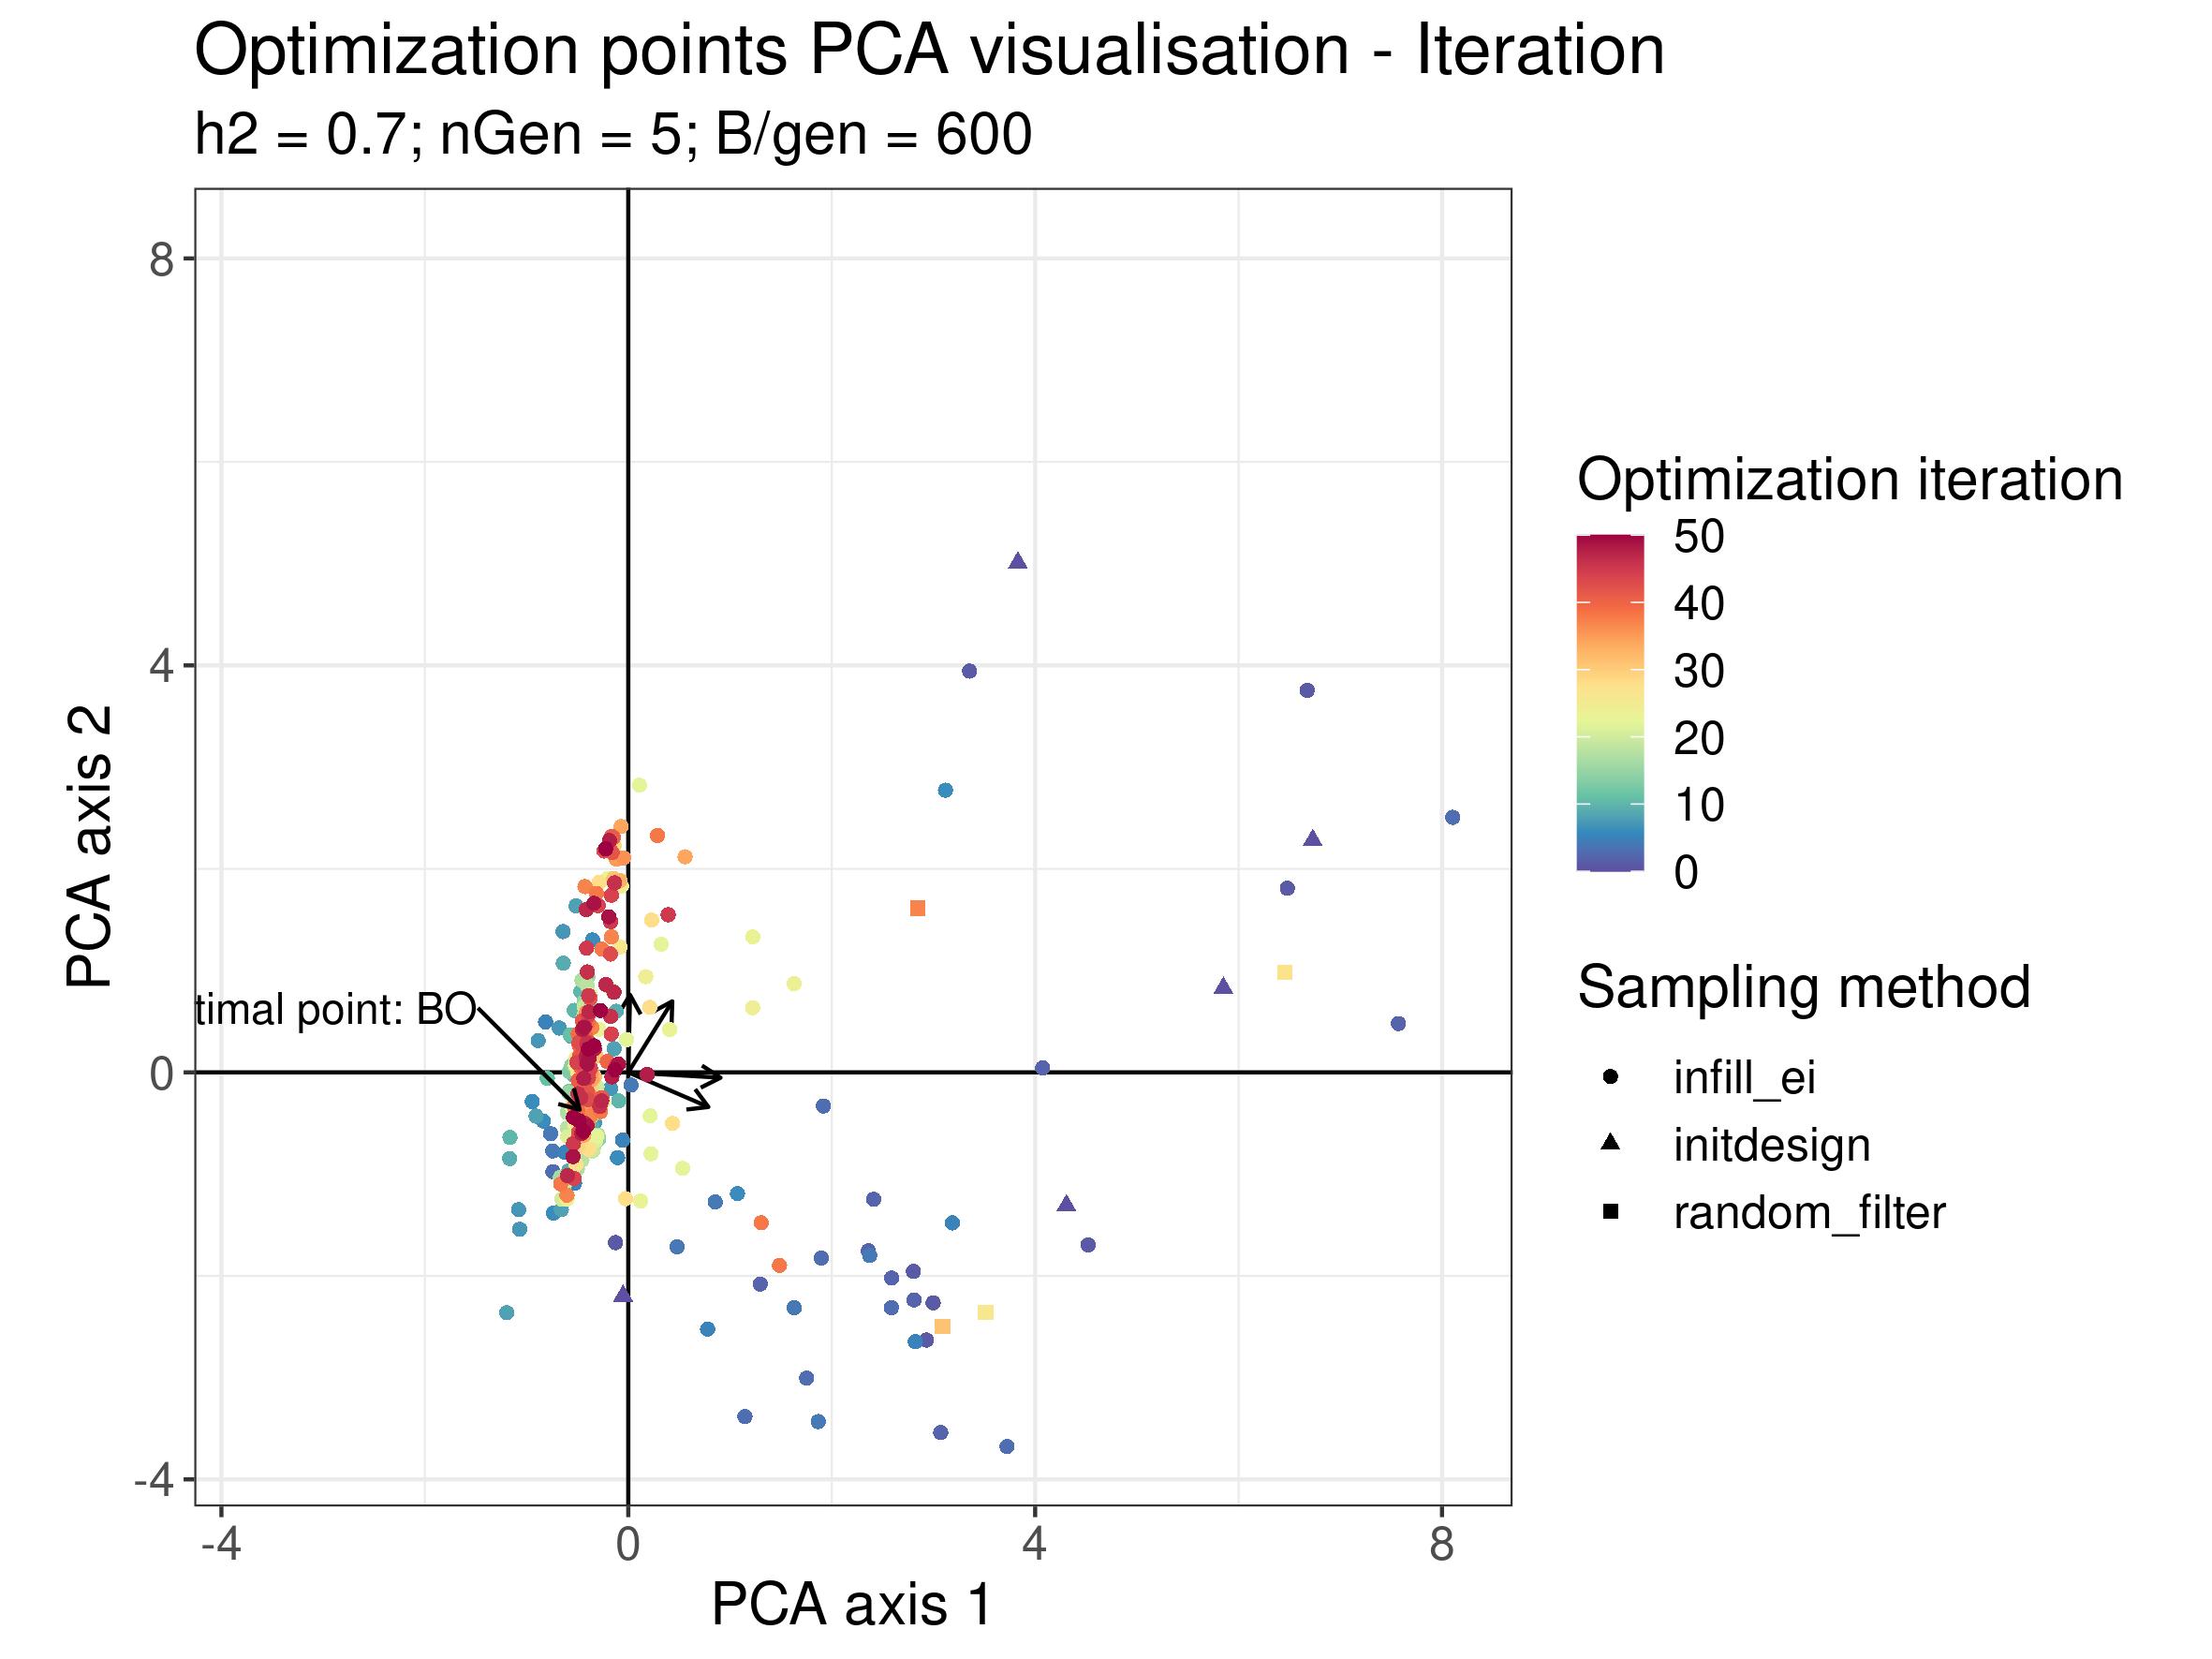 Optimization points PCA visualisation - Iteration
h2 = 0.7; nGen = 5; B/gen = 600
8
4
0
-4
PCA axis 2
timal point: BO
-4
0
4
8
PCA axis 1
Optimization iteration
50
40
30
20
10
0
Sampling method
infill_ei
initdesign
random_filter